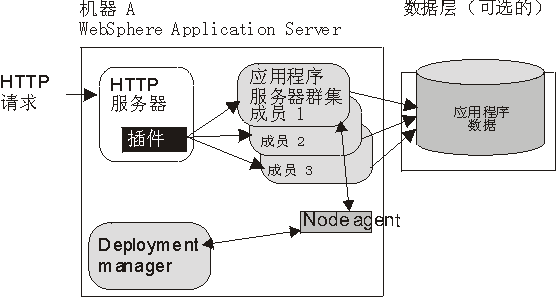 机器 A
WebSphere Application Server
数据层（可选的）
HTTP
请求
HTTP
服务器
插件
应用程序
服务器群集
成员 1
成员 2
成员 3
应用程序
数据
Node agent
Deployment
manager